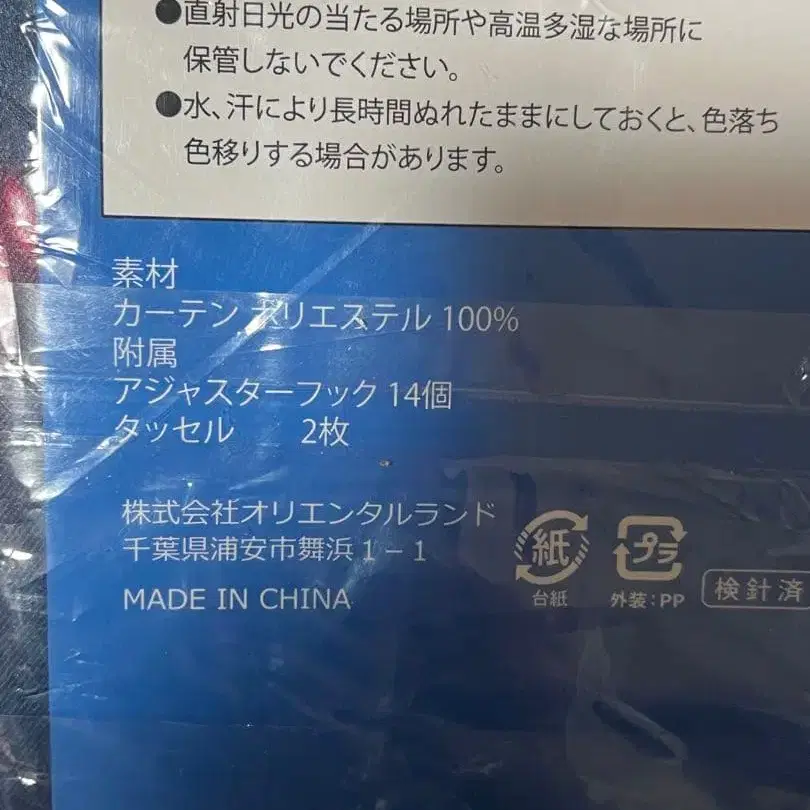 ●直射日光の当たる場所や高温多湿な場所に
保管しないでください。
●水、汗により長時間ぬれたままにしておくと、色落ち
色移りする場合があります。
素材
カーテン ポリエステル 100%
附属
アジャスターフック 14個
タッセル 2枚
株式会社オリエンタルランド
千葉県浦安市舞浜1－1
MADE IN CHINA
紙
台紙
プラ
外装：PP
検針済